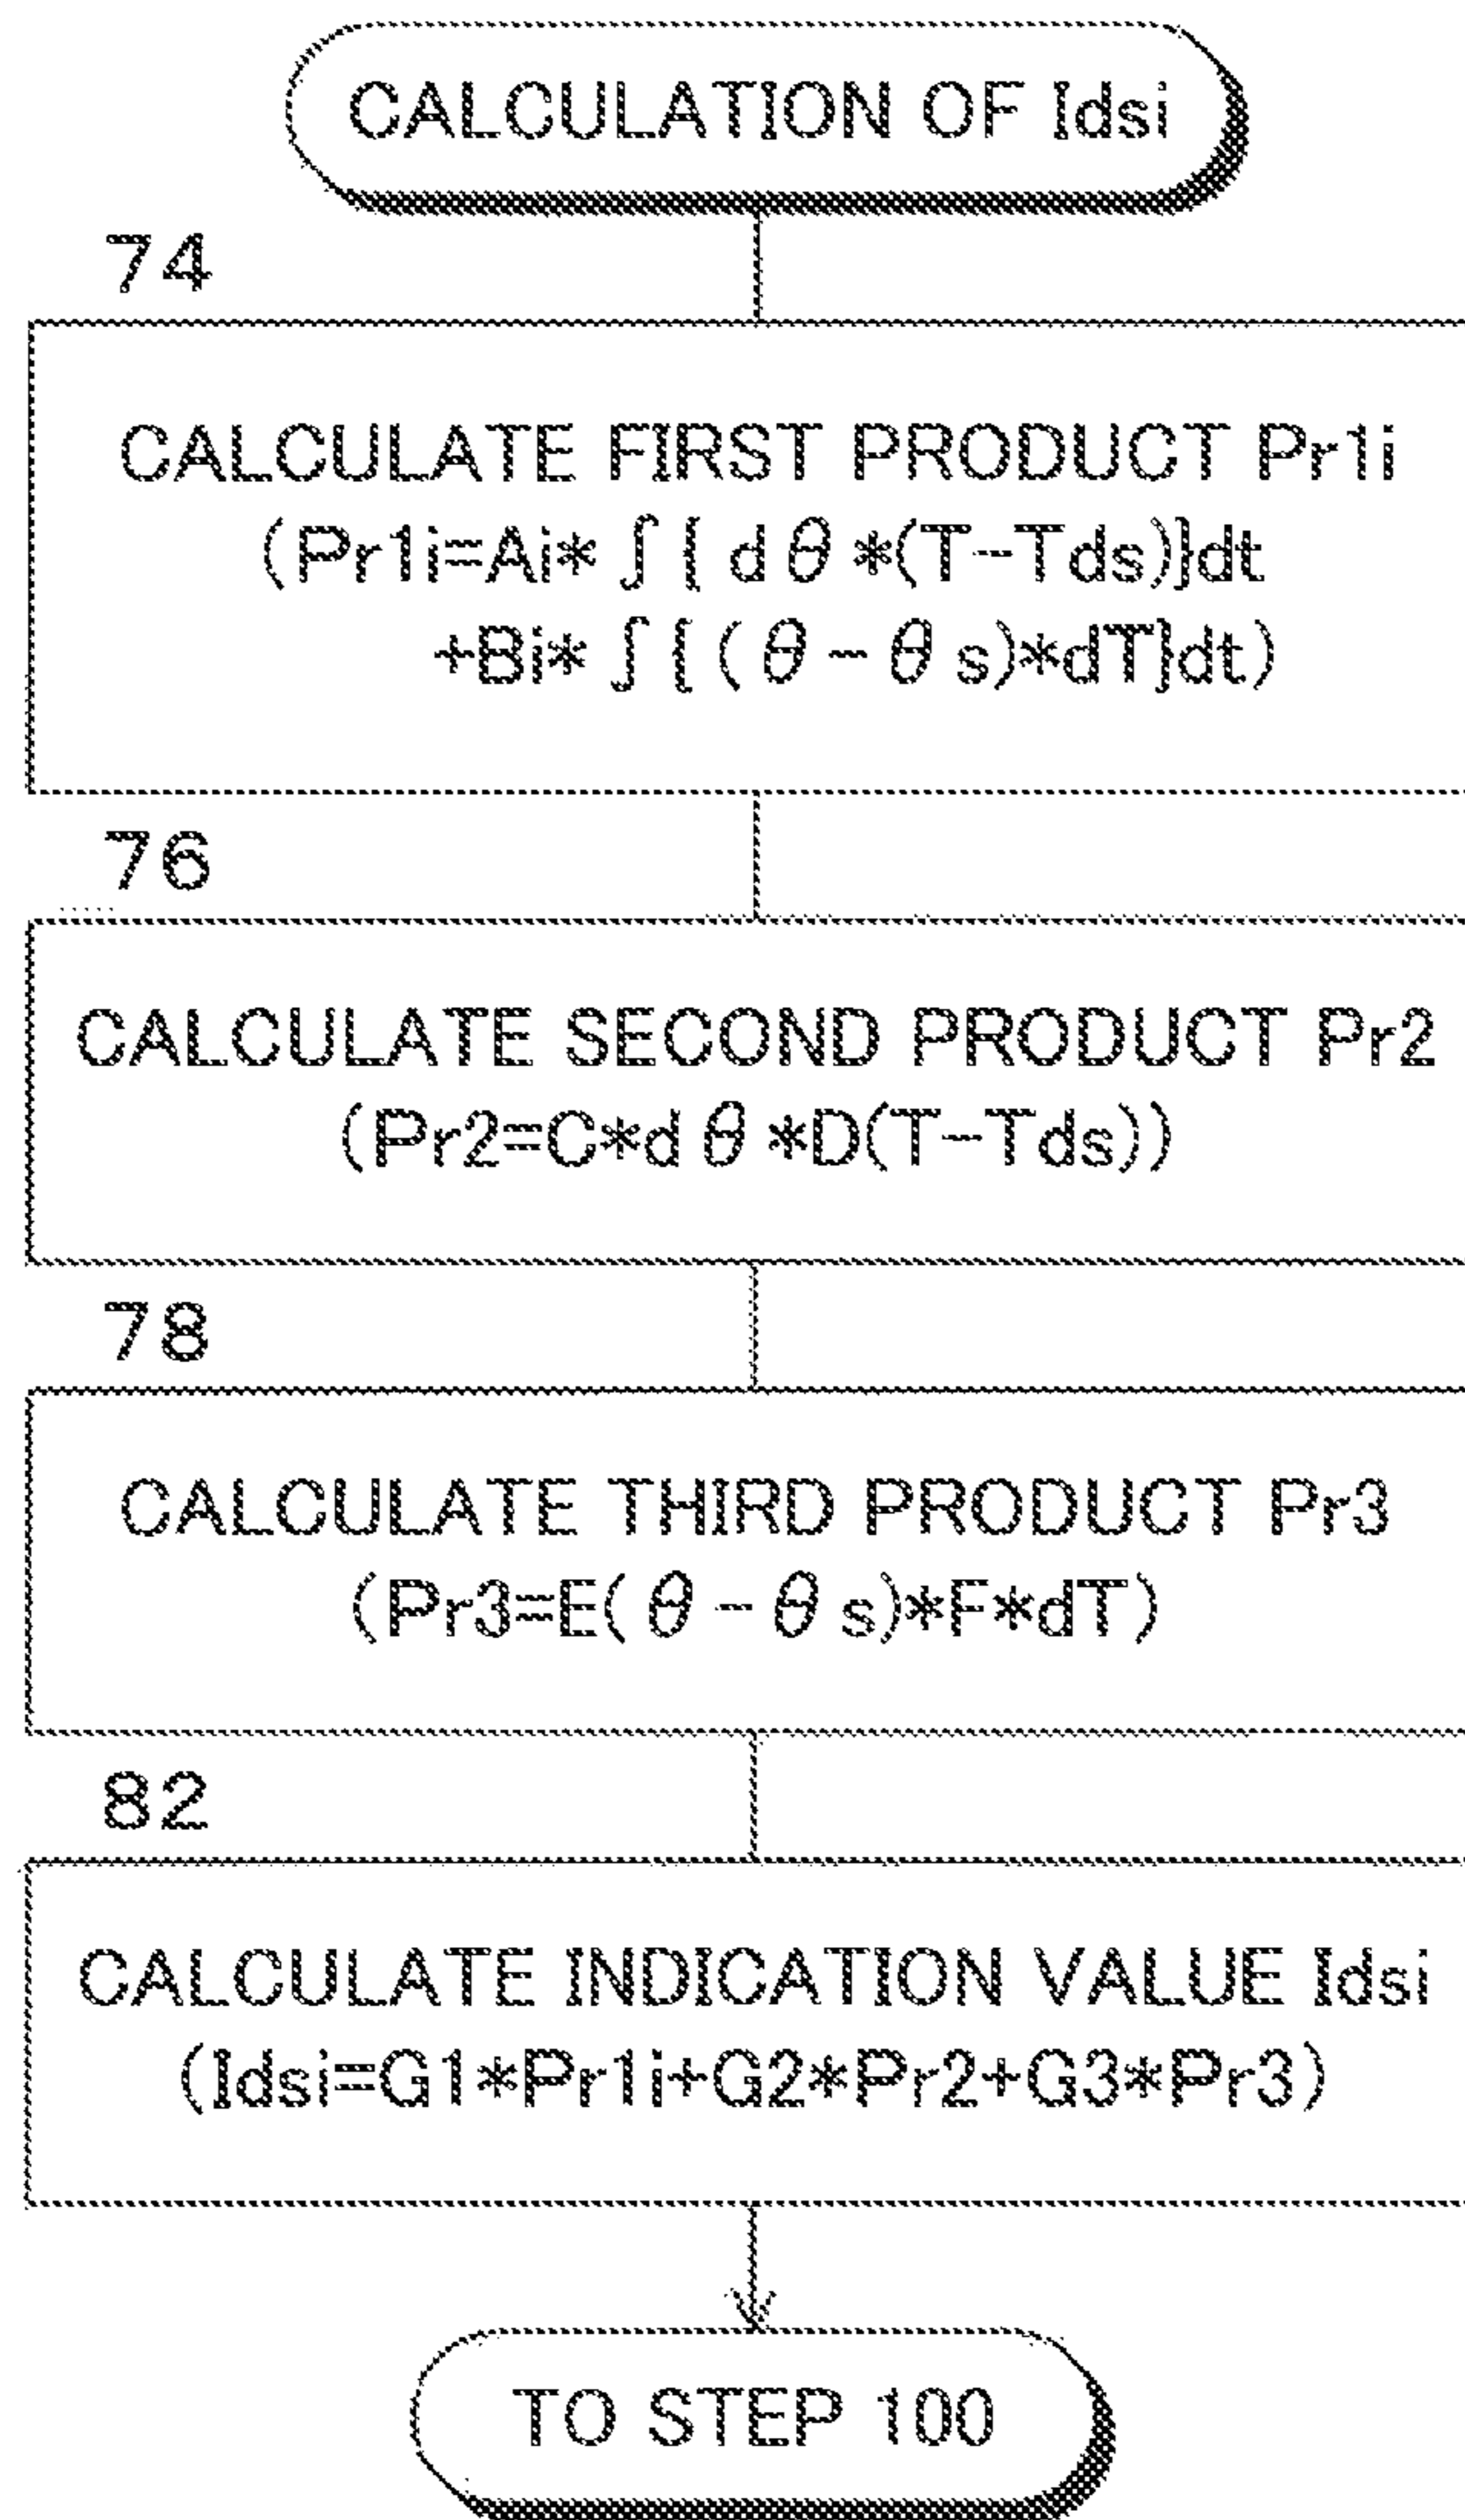 CALCULATION OF Idsi
74
CALCULATE FIRST PRODUCT Pr1i
(Pr1i=Ai*∫{dθ*(T-Tds)}dt
+Bi*∫{(θ-θs)*dT}dt)
76
CALCULATE SECOND PRODUCT Pr2
(Pr2=C*dθ*D(T-Tds))
78
CALCULATE THIRD PRODUCT Pr3
(Pr3=E(θ-θs)*F*dT)
82
CALCULATE INDICATION VALUE Idsi
(Idsi=G1*Pr1i+G2*Pr2+G3*Pr3)
TO STEP 100